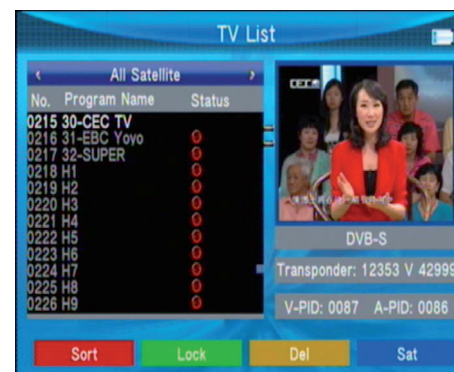 TV List
All Satellite
No. Program Name Status
0215 30-CEC TV
0216 31-EBC Yoyo
0217 32-SUPER
0218 H1
0219 H2
0220 H3
0221 H4
0222 H5
0223 H6
0224 H7
0225 H8
0226 H9
DVB-S
Transponder: 12353 V 42999
V-PID: 0087 A-PID: 0086
Sort Lock Del Sat